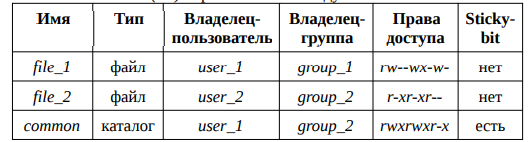 Имя Тип Владелец-пользователь Владелец-группа Права доступа Sticky-bit
file_1 файл user_1 group_1 rw--wx-w- нет
file_2 файл user_2 group_2 r-xr-xr-- нет
common каталог user_1 group_2 rwxrwxr-x есть